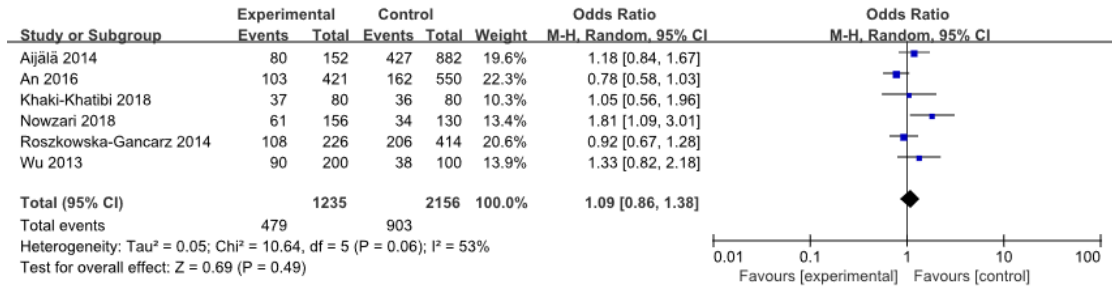 Experimental Control Odds Ratio Odds Ratio
Study or Subgroup Events Total Events Total Weight M-H, Random, 95% CI M-H, Random, 95% CI
Aijälä 2014 80 152 427 882 19.6% 1.18 [0.84, 1.67]
An 2016 103 421 162 550 22.3% 0.78 [0.58, 1.03]
Khaki-Khatibi 2018 37 80 36 80 10.3% 1.05 [0.56, 1.96]
Nowzari 2018 61 156 34 130 13.4% 1.81 [1.09, 3.01]
Roszkowska-Gancarz 2014 108 226 206 414 20.6% 0.92 [0.67, 1.28]
Wu 2013 90 200 38 100 13.9% 1.33 [0.82, 2.18]
Total (95% CI) 1235 2156 100.0% 1.09 [0.86, 1.38]
Total events 479 903
Heterogeneity: Tau² = 0.05; Chi² = 10.64, df = 5 (P = 0.06); I² = 53%
Test for overall effect: Z = 0.69 (P = 0.49)
0.01 0.1 1 10 100
Favours [experimental] Favours [control]